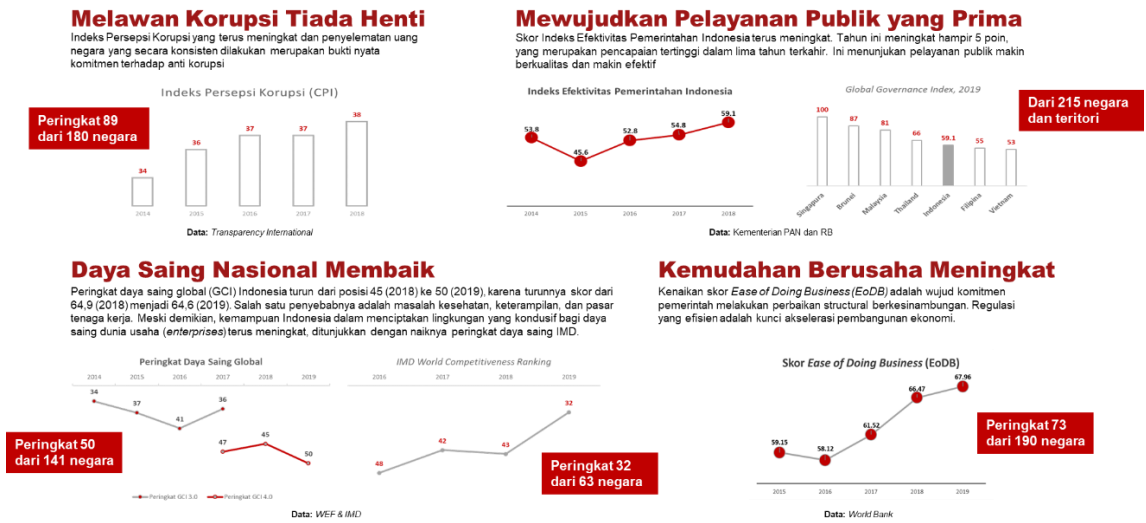 Melawan Korupsi Tiada Henti
Indeks Persepsi Korupsi yang terus meningkat dan penyelematan uang
negara yang secara konsisten dilakukan merupakan bukti nyata
komitmen terhadap anti korupsi
Indeks Persepsi Korupsi (CPI)
Peringkat 89
dari 180 negara
34
36
37
37
38
2014
2015
2016
2017
2018
Data: Transparency International
Mewujudkan Pelayanan Publik yang Prima
Skor Indeks Efektivitas Pemerintahan Indonesia terus meningkat. Tahun ini meningkat hampir 5 poin,
yang merupakan pencapaian tertinggi dalam lima tahun terkahir. Ini menunjukan pelayanan publik makin
berkualitas dan makin efektif
Indeks Efektivitas Pemerintahan Indonesia
53.8
45.6
52.8
54.8
59.1
2014
2015
2016
2017
2018
Global Governance Index, 2019
Dari 215 negara
dan teritori
100
87
81
66
59.1
55
53
Singapura
Brunei
Malaysia
Thailand
Indonesia
Filipina
Vietnam
Data: Kementerian PAN dan RB
Daya Saing Nasional Membaik
Peringkat daya saing global (GCI) Indonesia turun dari posisi 45 (2018) ke 50 (2019), karena turunnya skor dari
64,9 (2018) menjadi 64,6 (2019). Salah satu penyebabnya adalah masalah kesehatan, keterampilan, dan pasar
tenaga kerja. Meski demikian, kemampuan Indonesia dalam menciptakan lingkungan yang kondusif bagi daya
saing dunia usaha (enterprises) terus meningkat, ditunjukkan dengan naiknya peringkat daya saing IMD.
Peringkat Daya Saing Global
2014
2015
2016
2017
2018
2019
34
37
41
36
47
45
50
Peringkat 50
dari 141 negara
Peringkat GCI 3.0
Peringkat GCI 4.0
IMD World Competitiveness Ranking
2016
2017
2018
2019
48
42
43
32
Peringkat 32
dari 63 negara
Data: WEF & IMD
Kemudahan Berusaha Meningkat
Kenaikan skor Ease of Doing Business (EoDB) adalah wujud komitmen
pemerintah melakukan perbaikan structural berkesinambungan. Regulasi
yang efisien adalah kunci akselerasi pembangunan ekonomi.
Skor Ease of Doing Business (EoDB)
59.15
58.12
61.52
66.47
67.96
2015
2016
2017
2018
2019
Peringkat 73
dari 190 negara
Data: World Bank